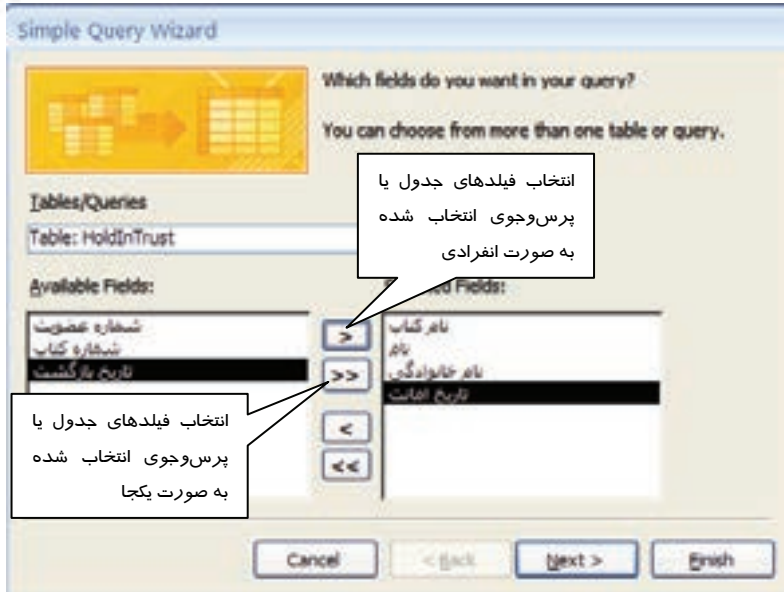 Simple Query Wizard
Which fields do you want in your query?
You can choose from more than one table or query.
انتخاب فیلدهای جدول یا
پرس‌وجوی انتخاب شده
به صورت انفرادی
Tables/Queries
Table: HoldInTrust
Available Fields:
Fields:
شماره عضویت
شماره کتاب
تاریخ بازگشت
>
>>
<
<<
نام کتاب
نام
نام خانوادگی
تاریخ امانت
انتخاب فیلدهای جدول یا
پرس‌وجوی انتخاب شده
به صورت یکجا
Cancel
< Back
Next >
Finish